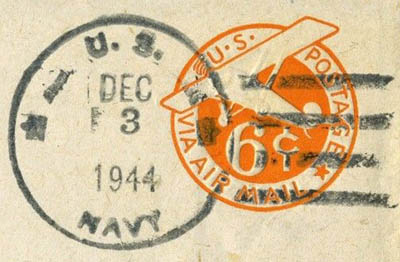 U.S.
DEC
3
1944
NAVY
U.S. POSTAGE
6¢
VIA AIR MAIL